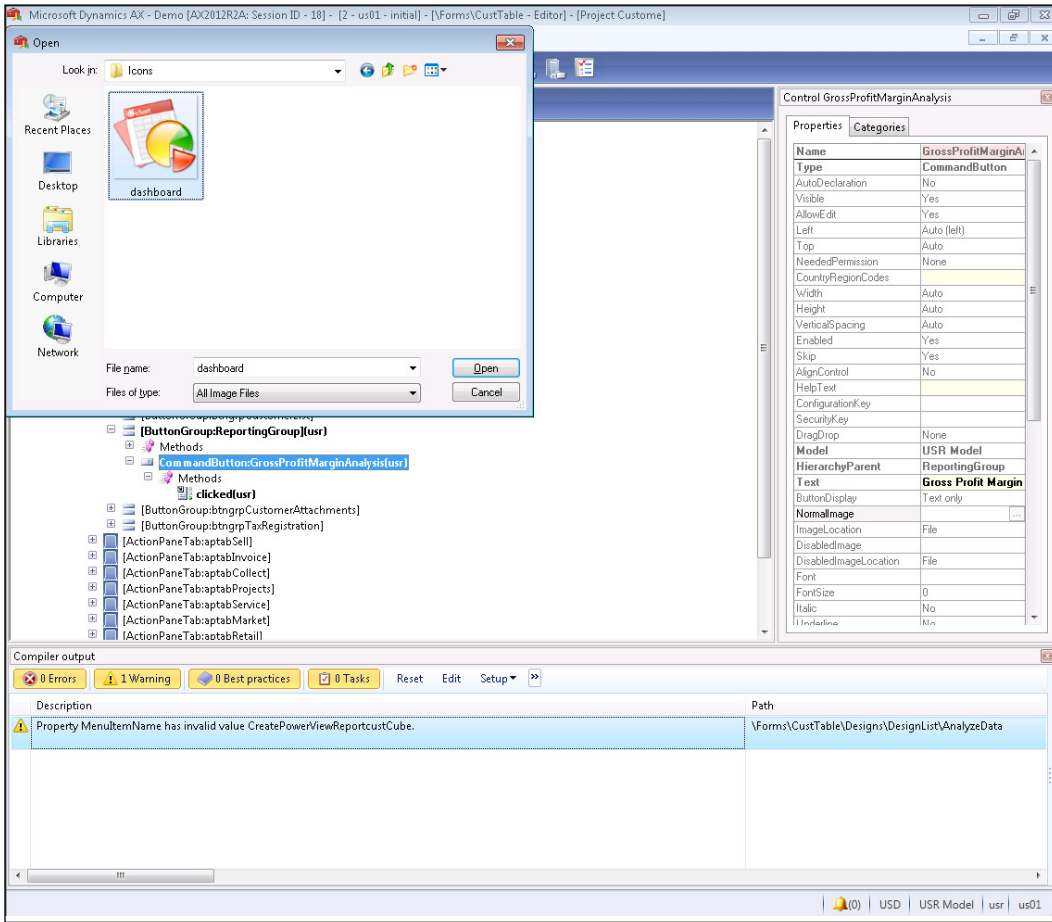 Microsoft Dynamics AX - Demo [AX2012R2A: Session ID - 18] - [2 - us01 - initial] - [\Forms\CustTable - Editor] - [Project Custome]
Open
Look in: Icons
Recent Places
Desktop
Libraries
Computer
Network
dashboard
File name: dashboard Open
Files of type: All Image Files Cancel
[ButtonGroup:btngrpCustomerList]
[ButtonGroup:ReportingGroup](usr)
Methods
CommandButton:GrossProfitMarginAnalysis(usr)
Methods
clicked(usr)
[ButtonGroup:btngrpCustomerAttachments]
[ButtonGroup:btngrpTaxRegistration]
[ActionPaneTab:aptabSell]
[ActionPaneTab:aptabInvoice]
[ActionPaneTab:aptabCollect]
[ActionPaneTab:aptabProjects]
[ActionPaneTab:aptabService]
[ActionPaneTab:aptabMarket]
[ActionPaneTab:aptabRetail]
Control GrossProfitMarginAnalysis
Properties Categories
Name GrossProfitMarginA
Type CommandButton
AutoDeclaration No
Visible Yes
AllowEdit Yes
Left Auto (left)
Top Auto
NeededPermission None
CountryRegionCodes
Width Auto
Height Auto
VerticalSpacing Auto
Enabled Yes
Skip Yes
AlignControl No
HelpText
ConfigurationKey
SecurityKey
DragDrop None
Model USR Model
HierarchyParent ReportingGroup
Text Gross Profit Margin
ButtonDisplay Text only
NormalImage ...
ImageLocation File
DisabledImage
DisabledImageLocation File
Font
FontSize 0
Italic No
Underline No
Compiler output
0 Errors 1 Warning 0 Best practices 0 Tasks Reset Edit Setup »
Description Path
Property MenuItemName has invalid value CreatePowerViewReportcustCube. \Forms\CustTable\Designs\DesignList\AnalyzeData
(0) USD USR Model usr us01